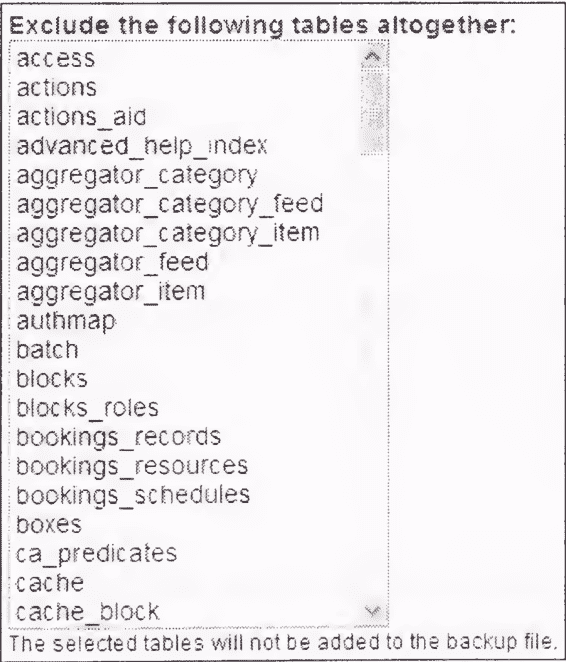 Exclude the following tables altogether:
access
actions
actions_aid
advanced_help_index
aggregator_category
aggregator_category_feed
aggregator_category_item
aggregator_feed
aggregator_item
authmap
batch
blocks
blocks_roles
bookings_records
bookings_resources
bookings_schedules
boxes
ca_predicates
cache
cache_block
The selected tables will not be added to the backup file.